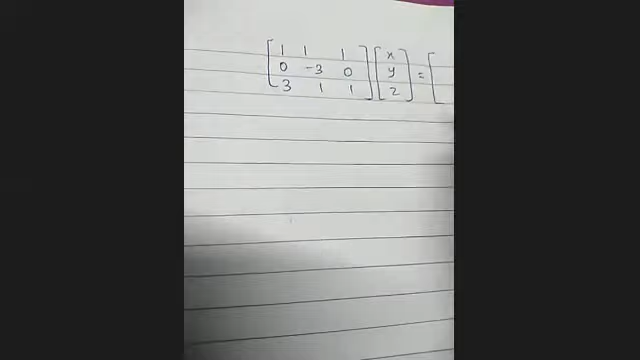 [1 1 1] [x] = [
[0 -3 0] [y]
[3 1 1] [z]